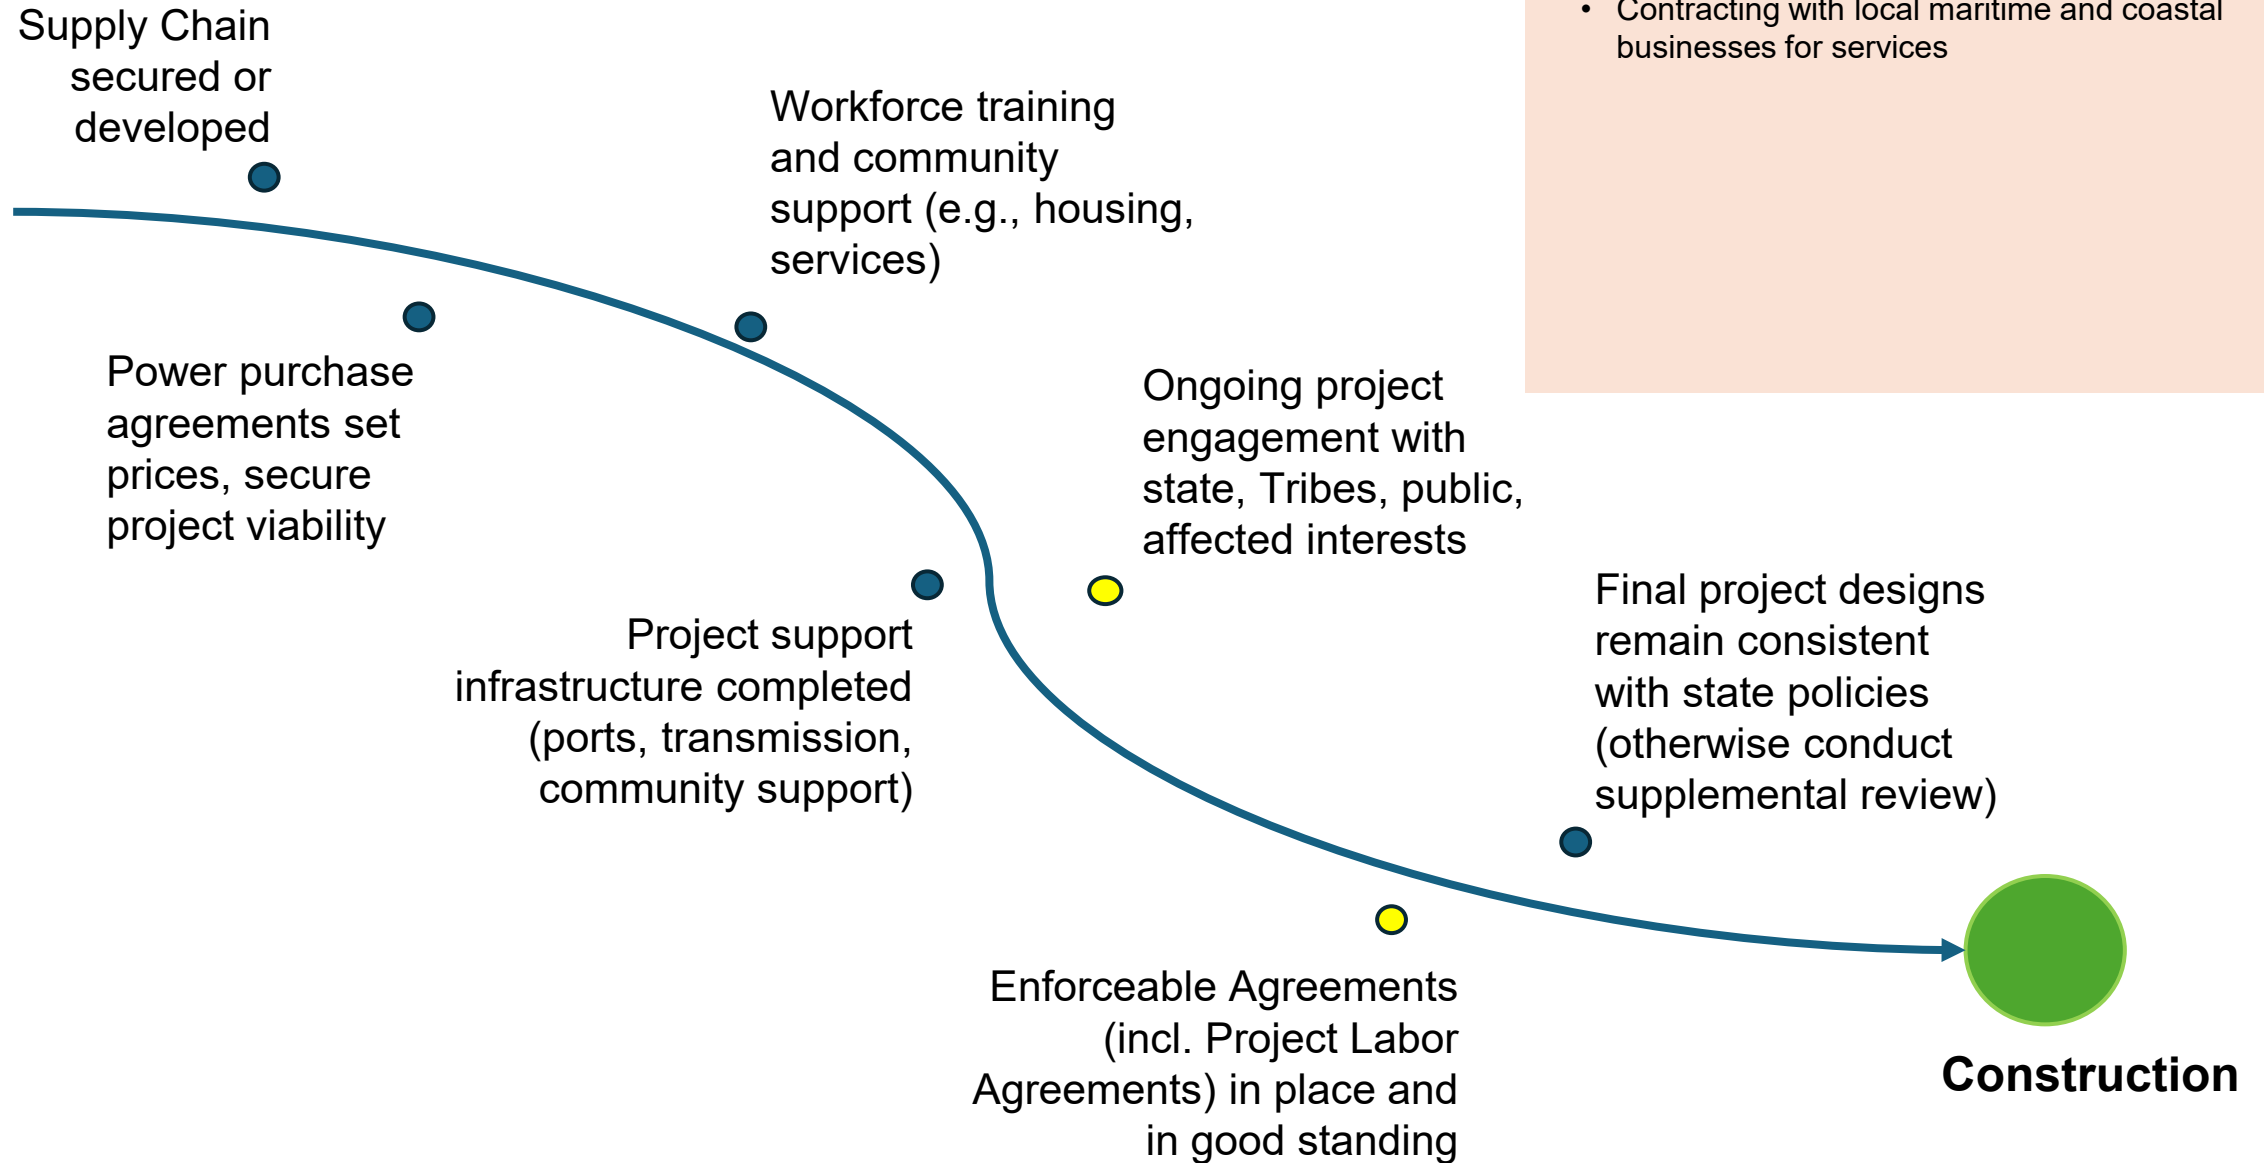 Supply Chain
secured or
developed
• Contracting with local maritime and coastal
businesses for services
Workforce training
and community
support (e.g., housing,
services)
Power purchase
agreements set
prices, secure
project viability
Ongoing project
engagement with
state, Tribes, public,
affected interests
Project support
infrastructure completed
(ports, transmission,
community support)
Final project designs
remain consistent
with state policies
(otherwise conduct
supplemental review)
Enforceable Agreements
(incl. Project Labor
Agreements) in place and
in good standing
Construction